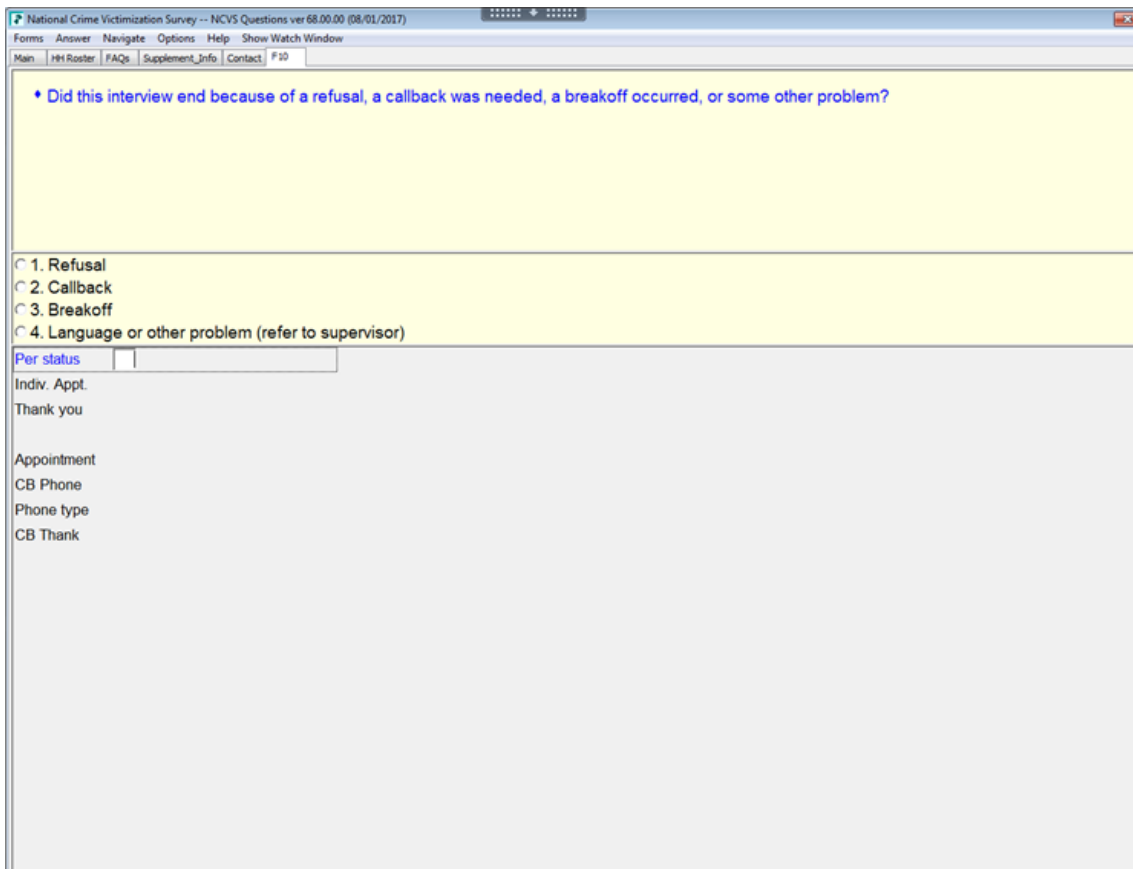 National Crime Victimization Survey -- NCVS Questions ver 68.00.00 (08/01/2017)
Forms Answer Navigate Options Help Show Watch Window
Main HH Roster FAQs Supplement_Info Contact F10
Did this interview end because of a refusal, a callback was needed, a breakoff occurred, or some other problem?
1. Refusal
2. Callback
3. Breakoff
4. Language or other problem (refer to supervisor)
Per status
Indiv. Appt.
Thank you
Appointment
CB Phone
Phone type
CB Thank